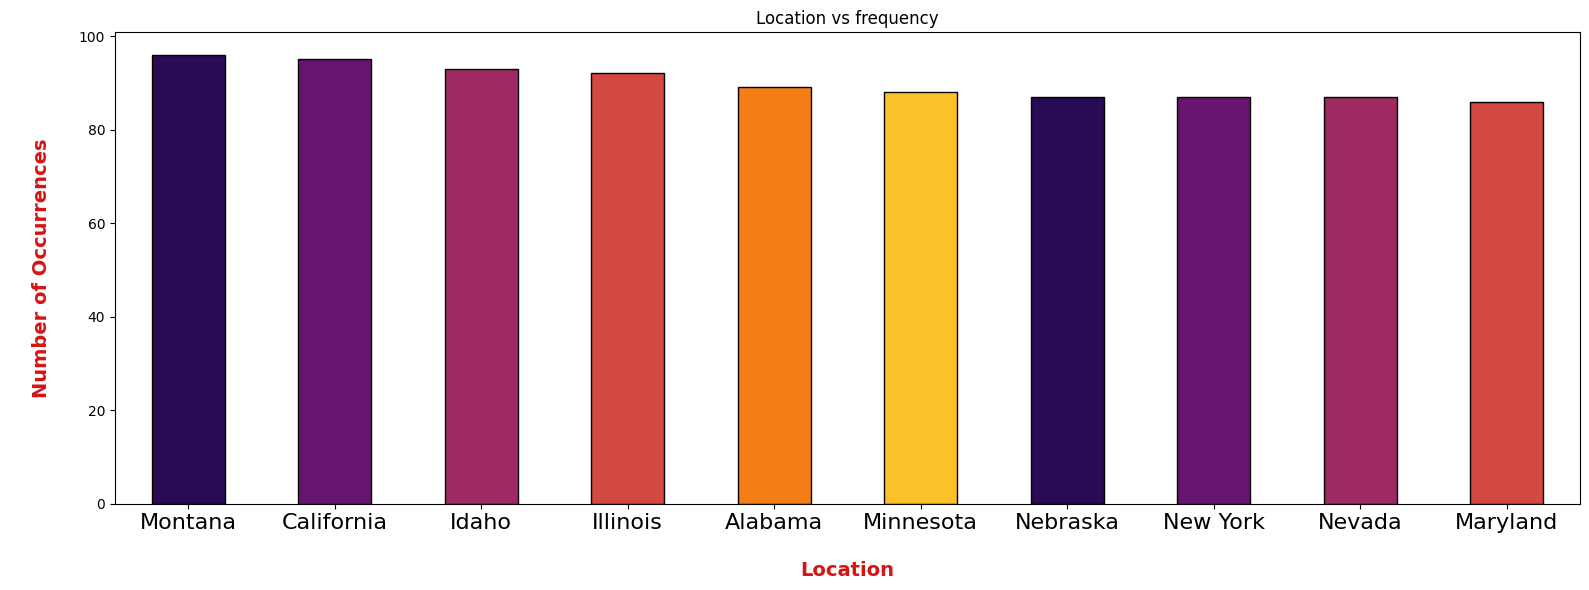 Location vs frequency
100
80
60
40
20
0
Number of Occurrences
Montana California Idaho Illinois Alabama Minnesota Nebraska New York Nevada Maryland
Location